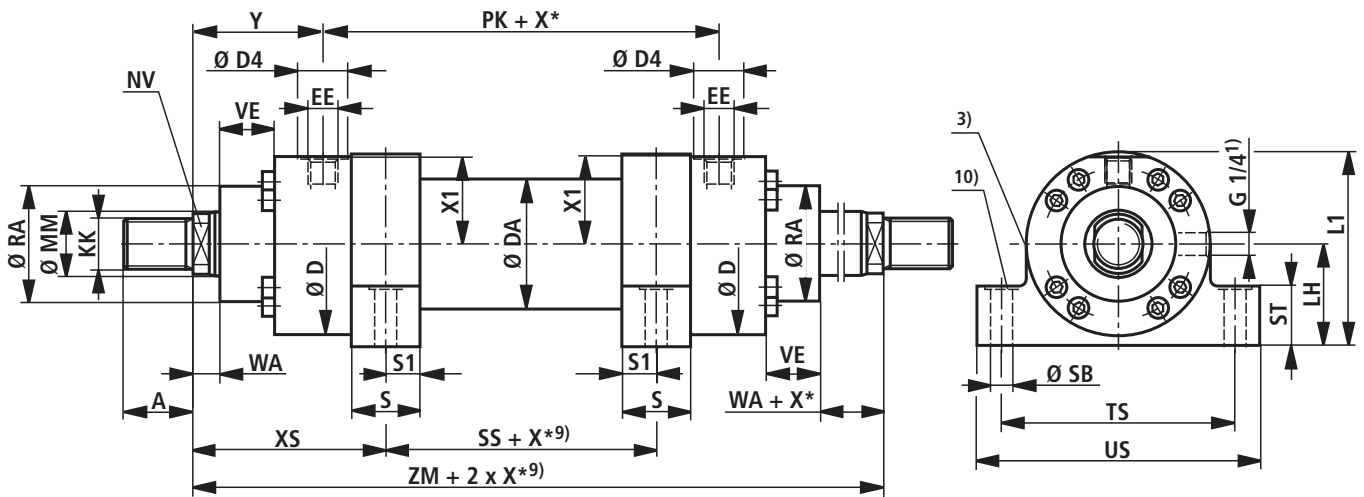 Y
PK + X*
Ø D4
Ø D4
NV
EE
EE
VE
3)
10)
G 1/4¹⁾
X1
X1
Ø RA
Ø MM
KK
Ø DA
Ø D
Ø D
Ø RA
L1
LH
ST
WA
S1
S1
VE
A
S
S
WA + X*
Ø SB
TS
XS
SS + X*⁹⁾
US
ZM + 2 x X*⁹⁾